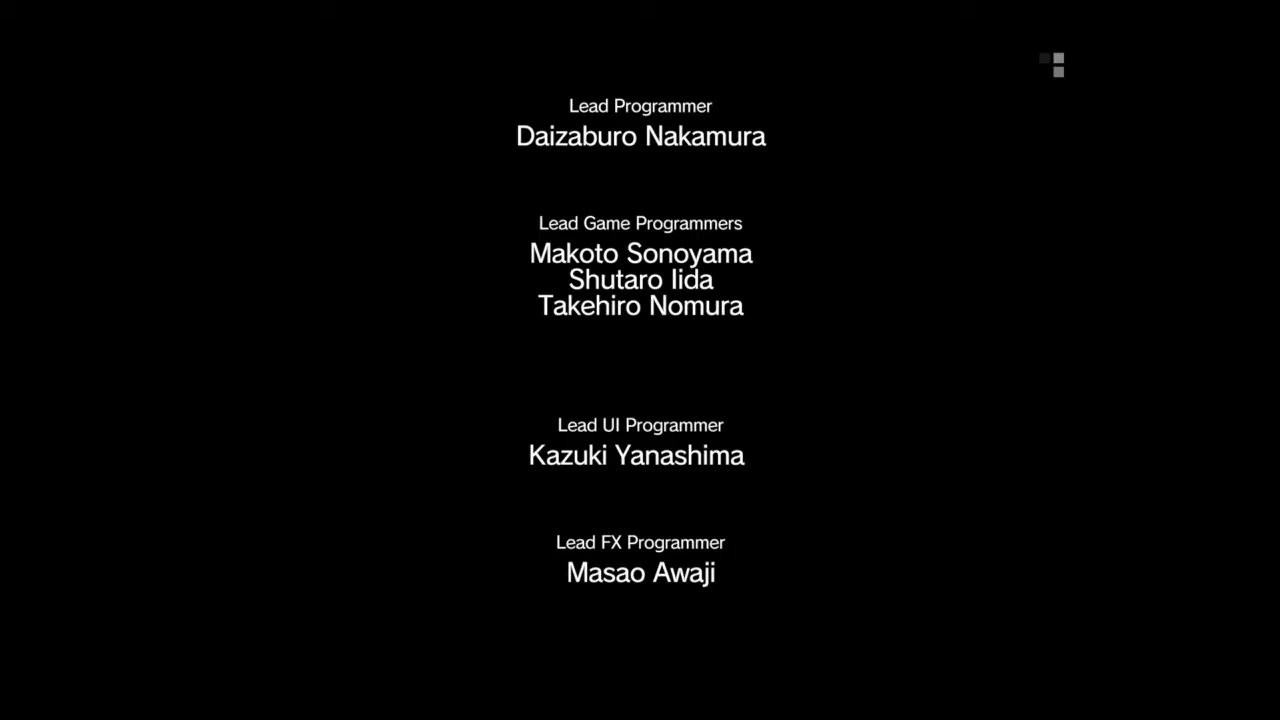 Lead Programmer
Daizaburo Nakamura
Lead Game Programmers
Makoto Sonoyama
Shutaro Iida
Takehiro Nomura
Lead UI Programmer
Kazuki Yanashima
Lead FX Programmer
Masao Awaji